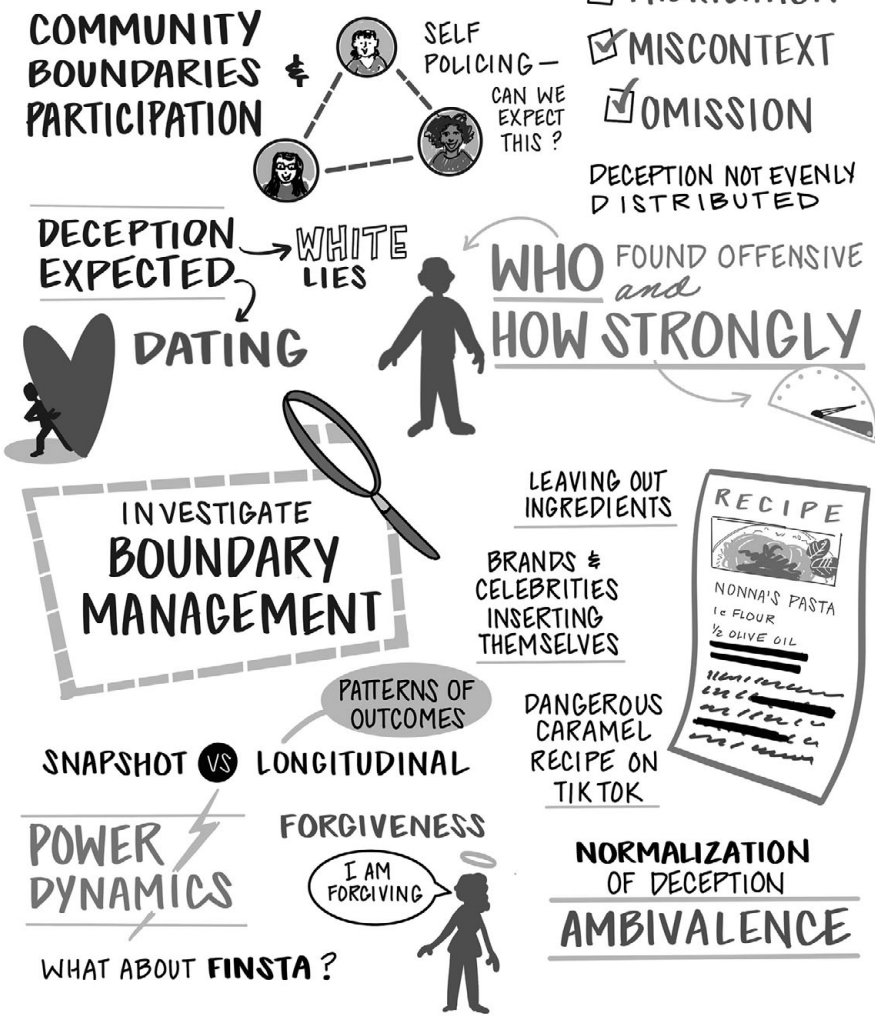 COMMUNITY
BOUNDARIES &
PARTICIPATION
SELF
POLICING —
CAN WE
EXPECT
THIS?
MISCONTEXT
OMISSION
DECEPTION NOT EVENLY
DISTRIBUTED
DECEPTION
EXPECTED
WHITE
LIES
DATING
WHO FOUND OFFENSIVE
and
HOW STRONGLY
INVESTIGATE
BOUNDARY
MANAGEMENT
LEAVING OUT
INGREDIENTS
BRANDS &
CELEBRITIES
INSERTING
THEMSELVES
DANGEROUS
CARAMEL
RECIPE ON
TIKTOK
RECIPE
NONNA'S PASTA
1c FLOUR
½ OLIVE OIL
PATTERNS OF
OUTCOMES
SNAPSHOT VS LONGITUDINAL
POWER
DYNAMICS
FORGIVENESS
I AM
FORGIVING
WHAT ABOUT FINSTA?
NORMALIZATION
OF DECEPTION
AMBIVALENCE